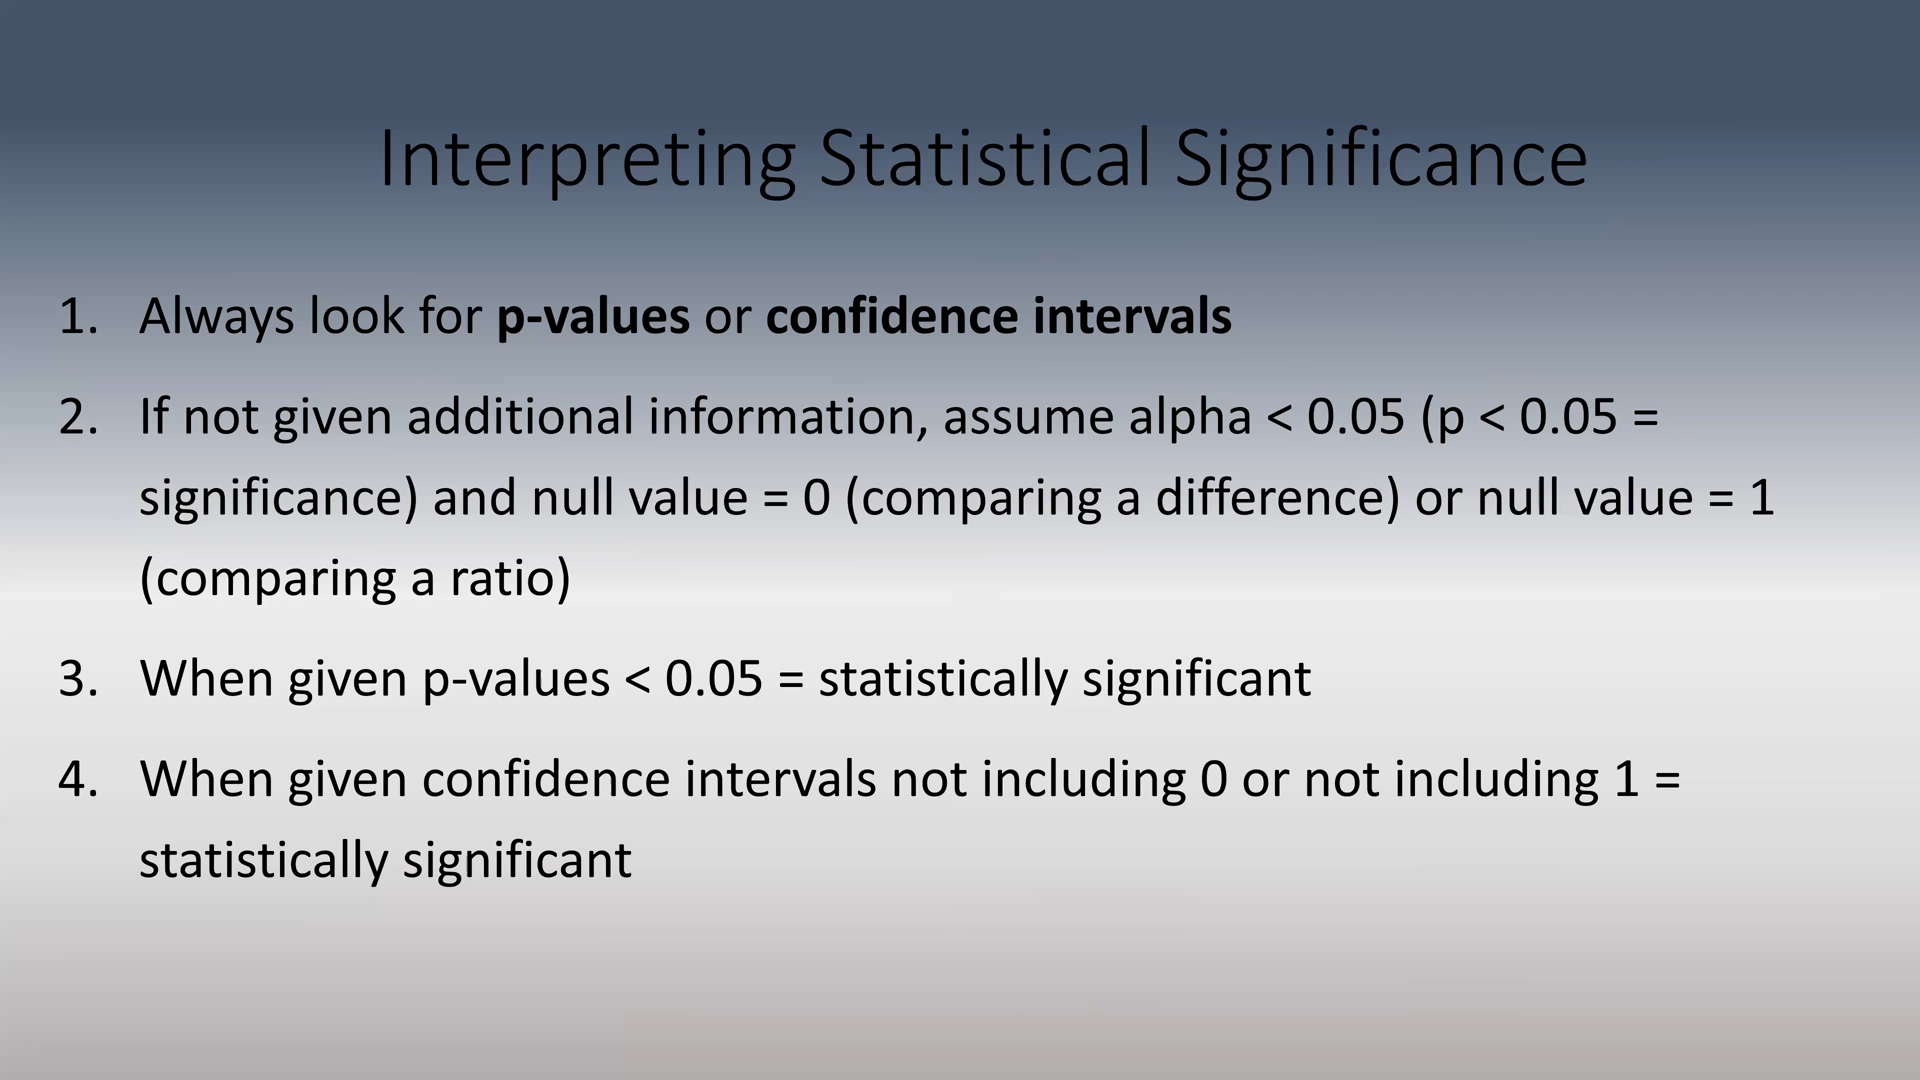 Interpreting Statistical Significance
1. Always look for p-values or confidence intervals
2. If not given additional information, assume alpha < 0.05 (p < 0.05 =
significance) and null value = 0 (comparing a difference) or null value = 1
(comparing a ratio)
3. When given p-values < 0.05 = statistically significant
4. When given confidence intervals not including 0 or not including 1 =
statistically significant